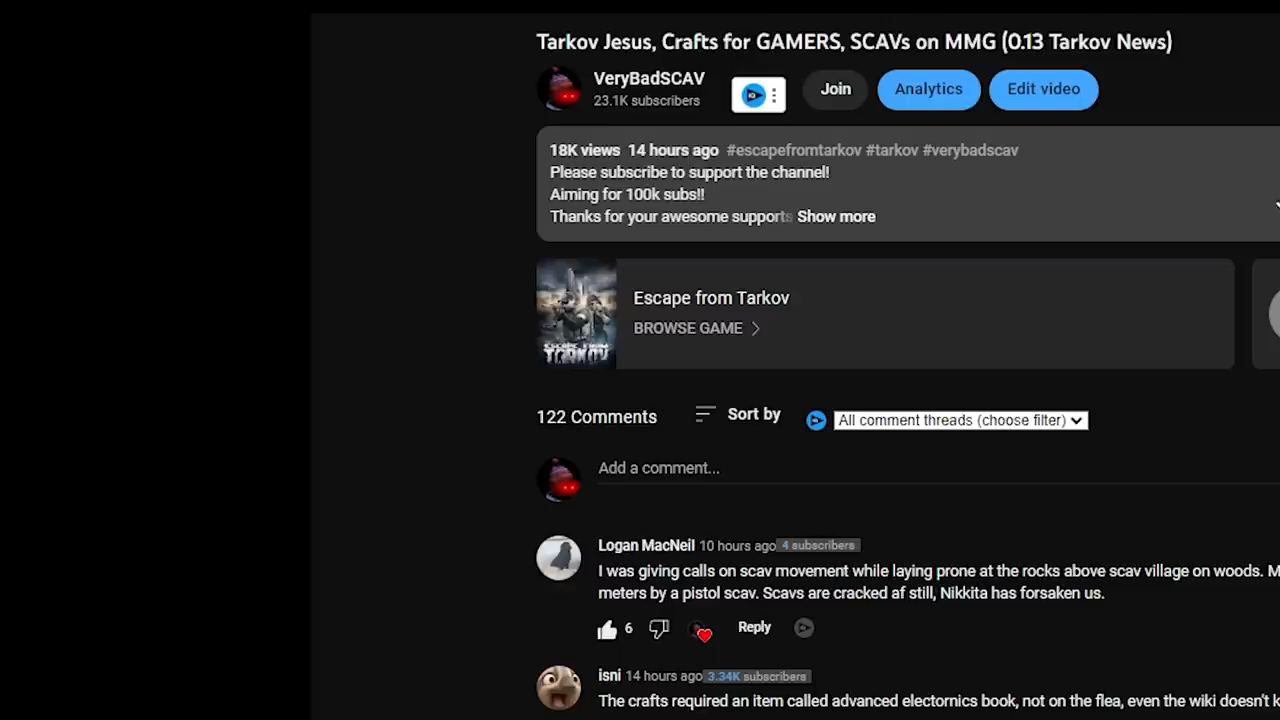 Tarkov Jesus, Crafts for GAMERS, SCAVs on MMG (0.13 Tarkov News)
VeryBadSCAV
23.1K subscribers
Join
Analytics
Edit video
18K views 14 hours ago #escapefromtarkov #tarkov #verybadscav
Please subscribe to support the channel!
Aiming for 100k subs!!
Thanks for your awesome supports Show more
ESCAPE FROM
TARKOV
Escape from Tarkov
BROWSE GAME
122 Comments
Sort by
All comment threads (choose filter)
Add a comment...
Logan MacNeil 10 hours ago 4 subscribers
I was giving calls on scav movement while laying prone at the rocks above scav village on woods. M
meters by a pistol scav. Scavs are cracked af still, Nikkita has forsaken us.
6
Reply
isni 14 hours ago 3.34K subscribers
The crafts required an item called advanced electornics book, not on the flea, even the wiki doesn't k